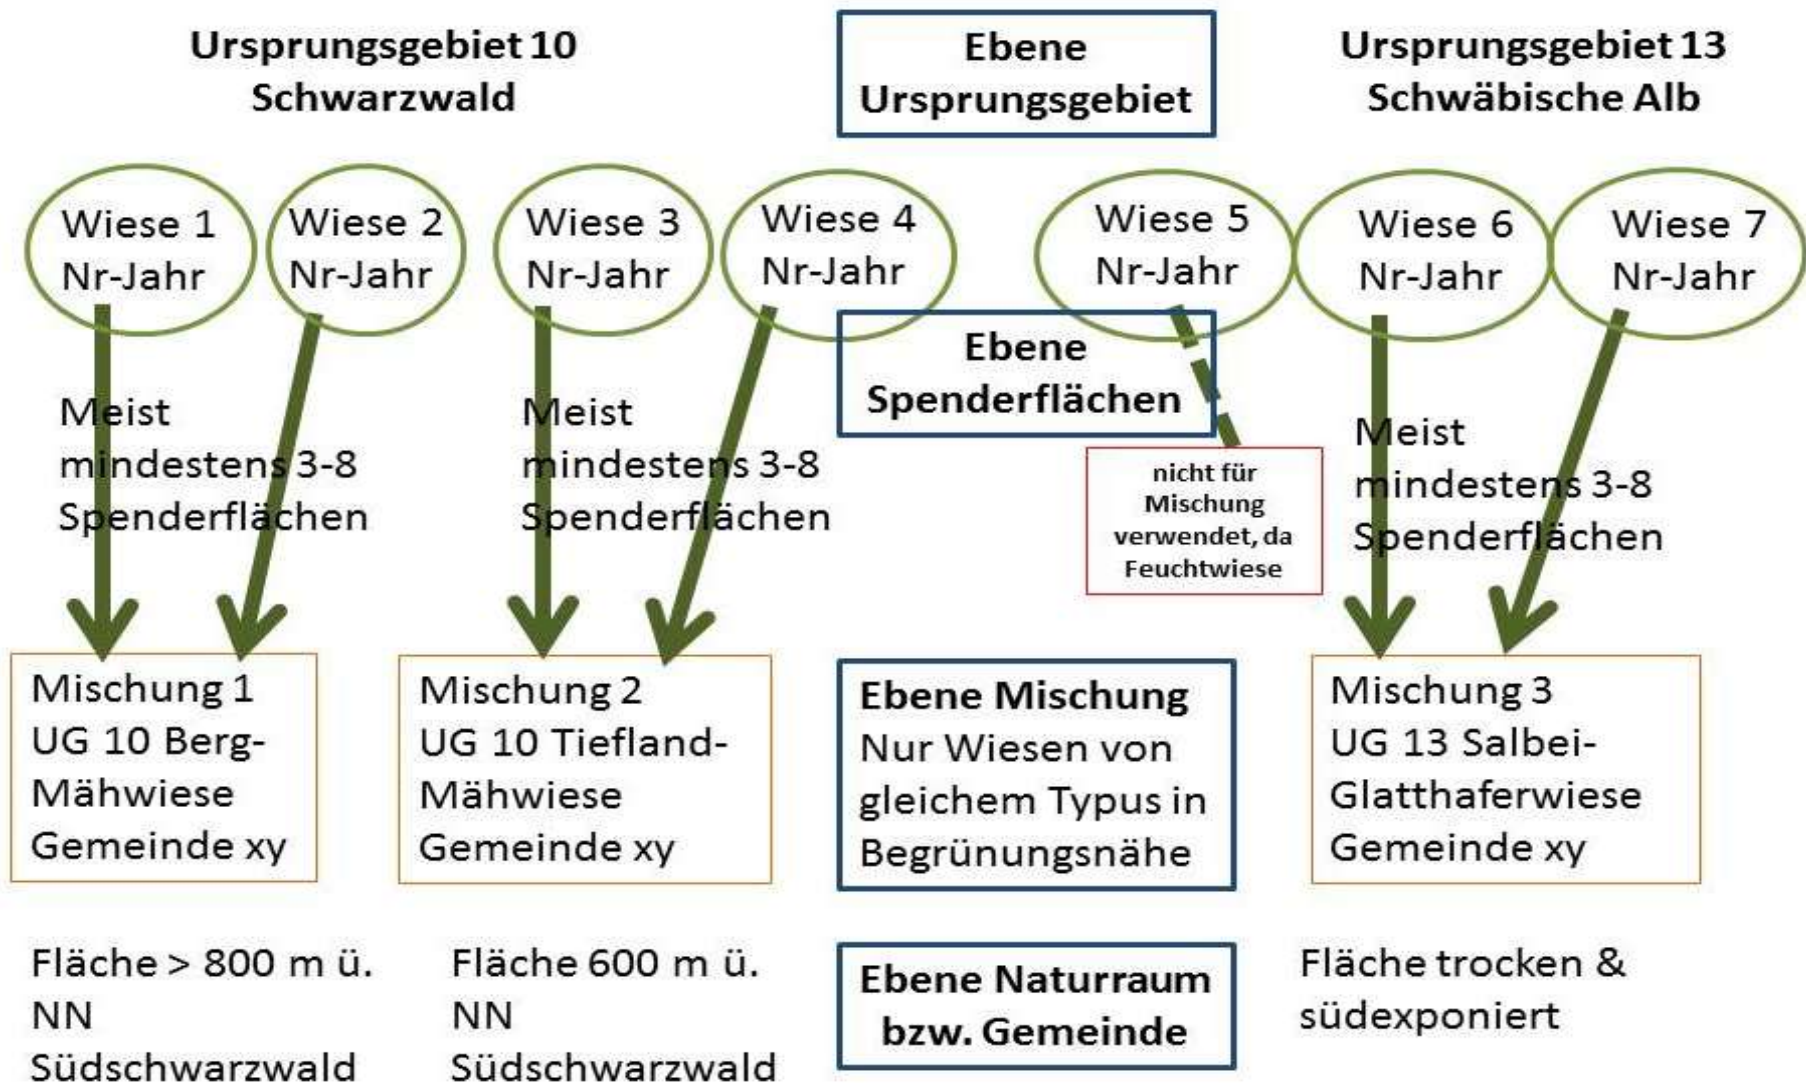 Ursprungsgebiet 10
Schwarzwald
Ebene
Ursprungsgebiet
Ursprungsgebiet 13
Schwäbische Alb
Wiese 1
Nr-Jahr
Wiese 2
Nr-Jahr
Wiese 3
Nr-Jahr
Wiese 4
Nr-Jahr
Wiese 5
Nr-Jahr
Wiese 6
Nr-Jahr
Wiese 7
Nr-Jahr
Ebene
Spenderflächen
Meist
mindestens 3-8
Spenderflächen
Meist
mindestens 3-8
Spenderflächen
nicht für
Mischung
verwendet, da
Feuchtwiese
Meist
mindestens 3-8
Spenderflächen
Mischung 1
UG 10 Berg-
Mähwiese
Gemeinde xy
Mischung 2
UG 10 Tiefland-
Mähwiese
Gemeinde xy
Ebene Mischung
Nur Wiesen von
gleichem Typus in
Begrünungsnähe
Mischung 3
UG 13 Salbei-
Glatthaferwiese
Gemeinde xy
Fläche > 800 m ü.
NN
Südschwarzwald
Fläche 600 m ü.
NN
Südschwarzwald
Ebene Naturraum
bzw. Gemeinde
Fläche trocken &
südexponiert